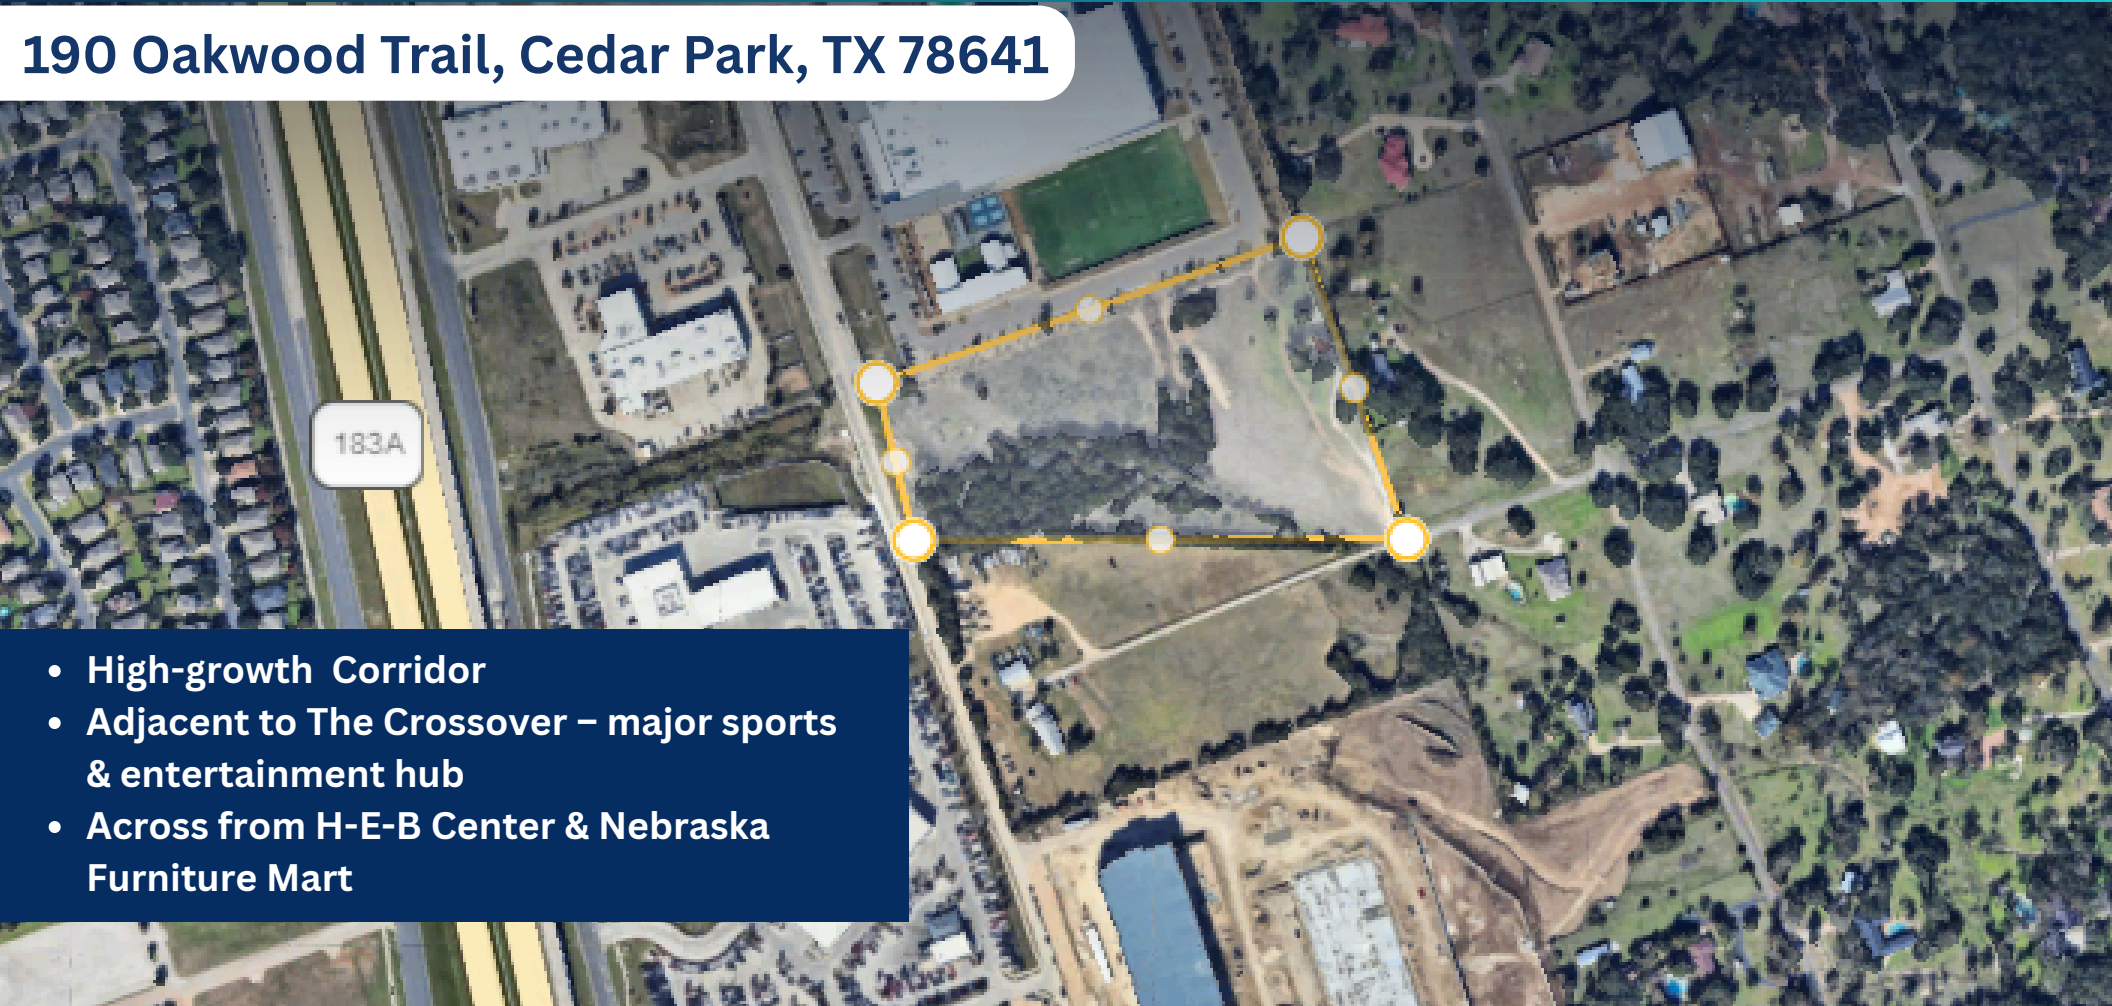 190 Oakwood Trail, Cedar Park, TX 78641
183A
• High-growth  Corridor
• Adjacent to The Crossover – major sports
& entertainment hub
• Across from H-E-B Center & Nebraska
Furniture Mart